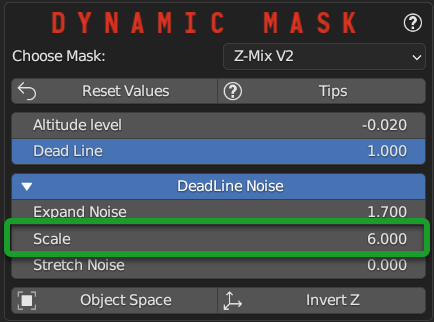 DYNAMIC MASK ?
Choose Mask: Z-Mix V2
Reset Values ? Tips
Altitude level -0.020
Dead Line 1.000
DeadLine Noise
Expand Noise 1.700
Scale 6.000
Stretch Noise 0.000
Object Space Invert Z